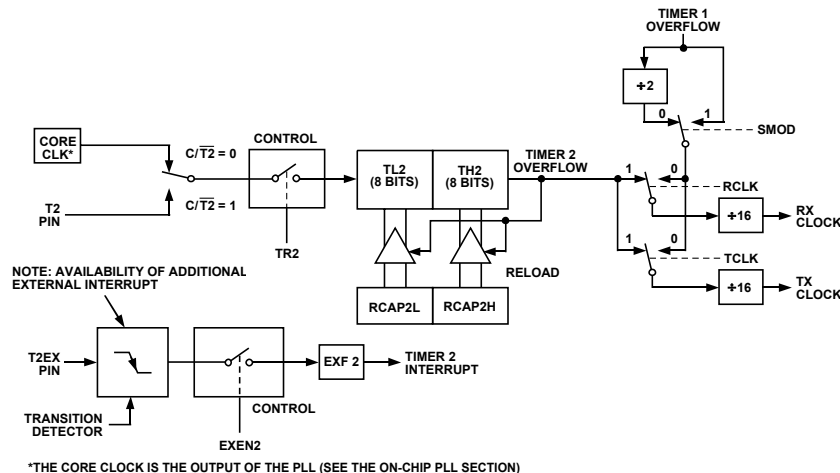 TIMER 1
OVERFLOW
÷2
0
1
SMOD
CORE
CLK*
C/T2 = 0
CONTROL
TL2
(8 BITS)
TH2
(8 BITS)
TIMER 2
OVERFLOW
1
0
RCLK
T2
PIN
C/T2 = 1
÷16
RX
CLOCK
TR2
RELOAD
1
0
TCLK
÷16
TX
CLOCK
NOTE: AVAILABILITY OF ADDITIONAL
EXTERNAL INTERRUPT
RCAP2L
RCAP2H
T2EX
PIN
EXF 2
TIMER 2
INTERRUPT
CONTROL
TRANSITION
DETECTOR
EXEN2
*THE CORE CLOCK IS THE OUTPUT OF THE PLL (SEE THE ON-CHIP PLL SECTION)